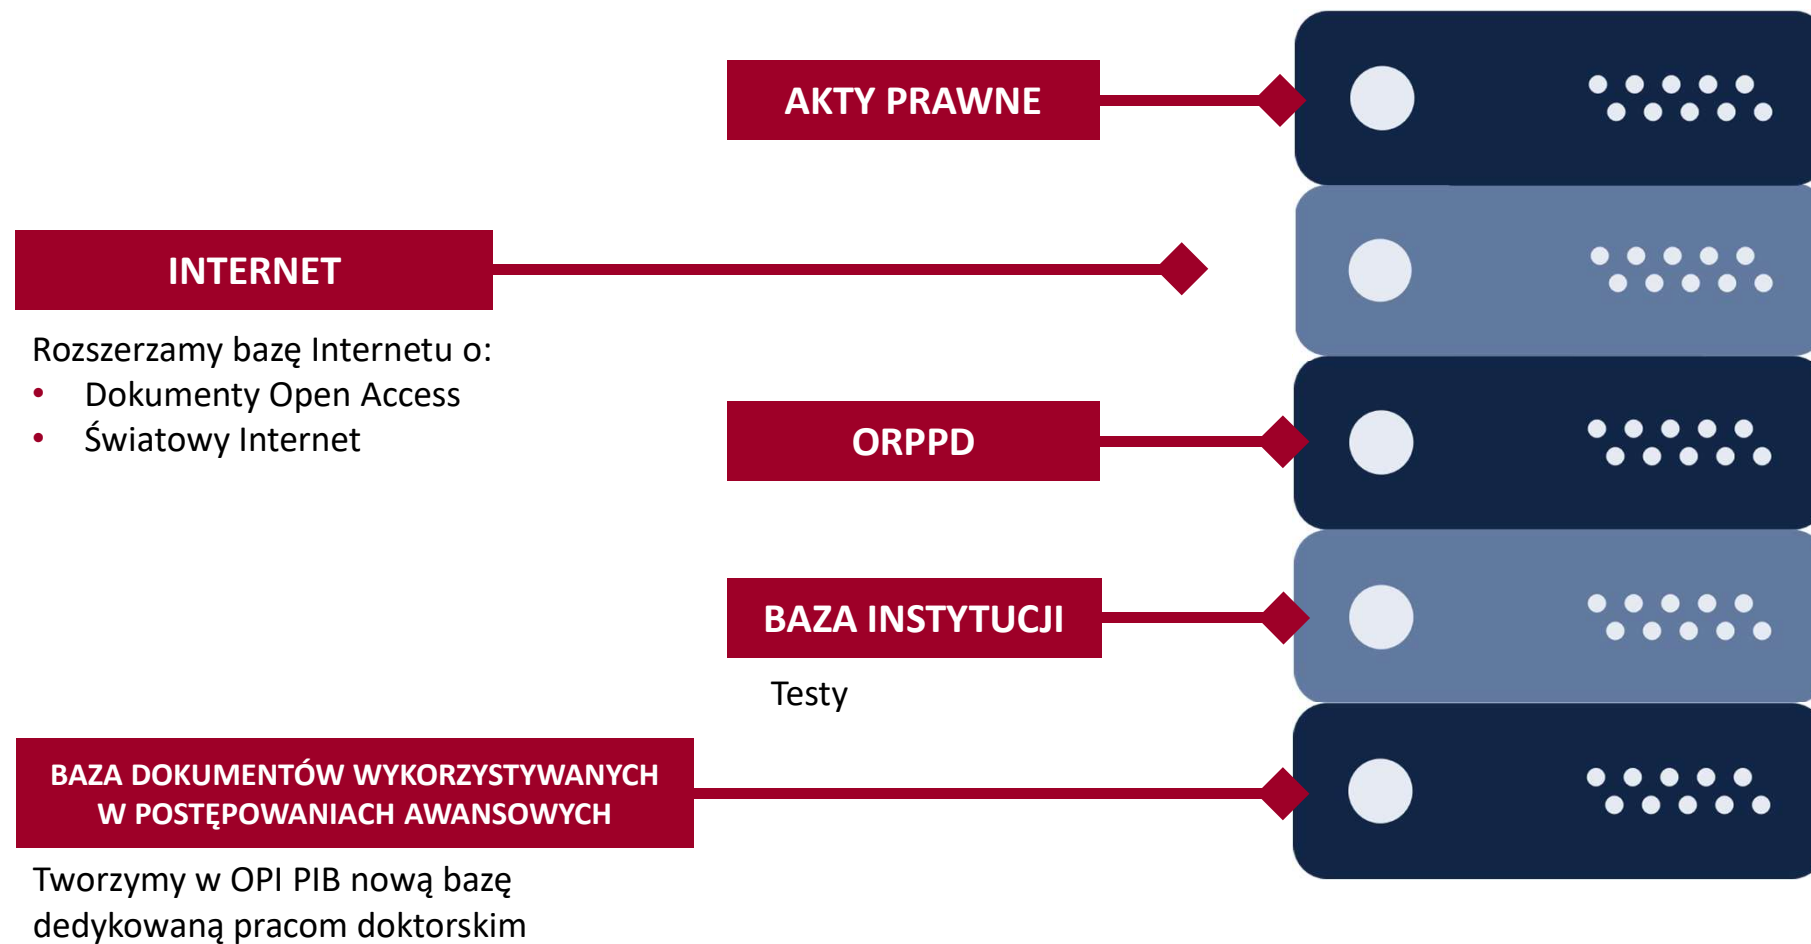 AKTY PRAWNE
INTERNET
Rozszerzamy bazę Internetu o:
• Dokumenty Open Access
• Światowy Internet
ORPPD
BAZA INSTYTUCJI
Testy
BAZA DOKUMENTÓW WYKORZYSTYWANYCH
W POSTĘPOWANIACH AWANSOWYCH
Tworzymy w OPI PIB nową bazę
dedykowaną pracom doktorskim